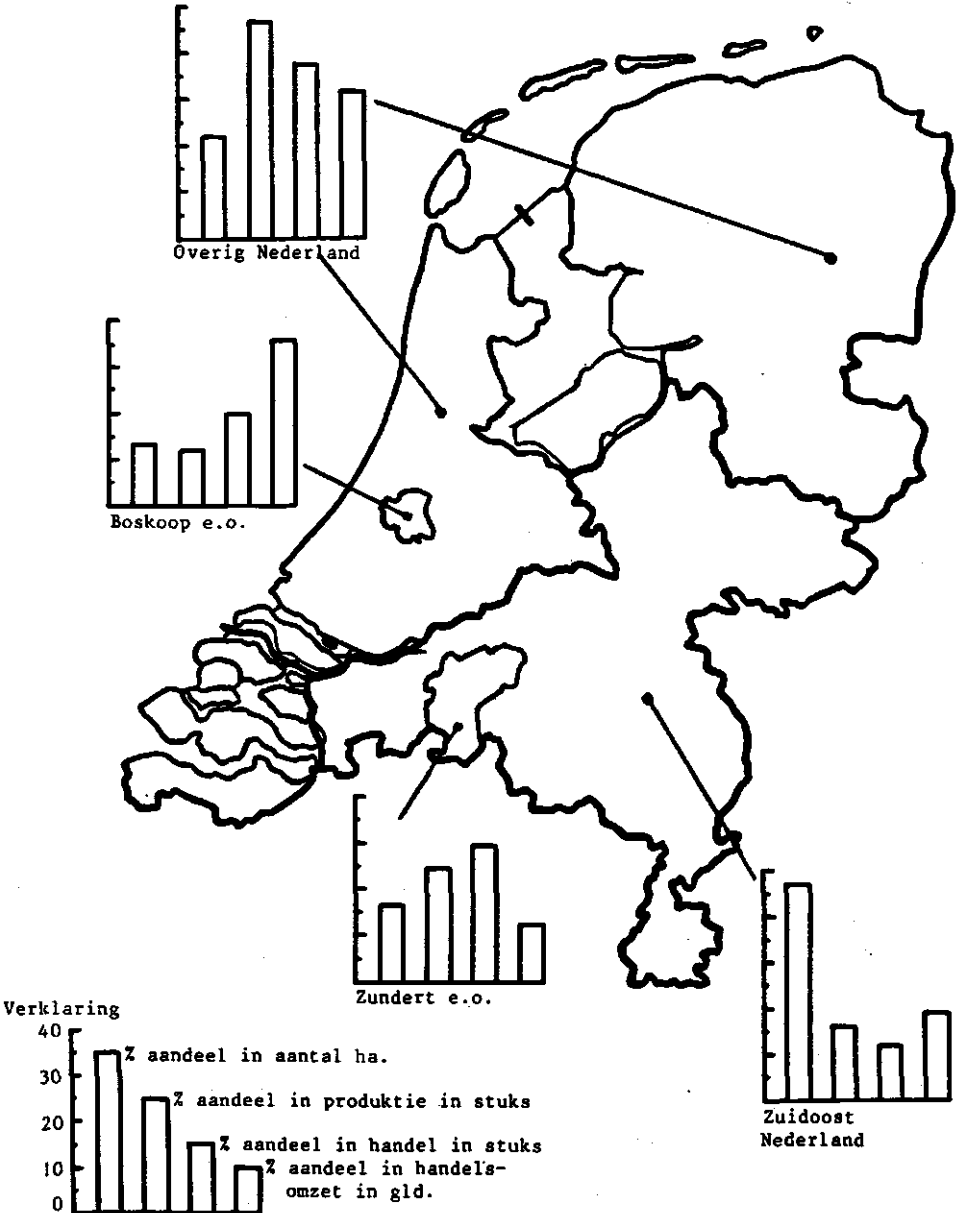 Overig Nederland
Boskoop e.o.
Zundert e.o.
Zuidoost
Nederland
Verklaring
40
30
20
10
0
% aandeel in aantal ha.
% aandeel in produktie in stuks
% aandeel in handel in stuks
% aandeel in handels-
omzet in gld.